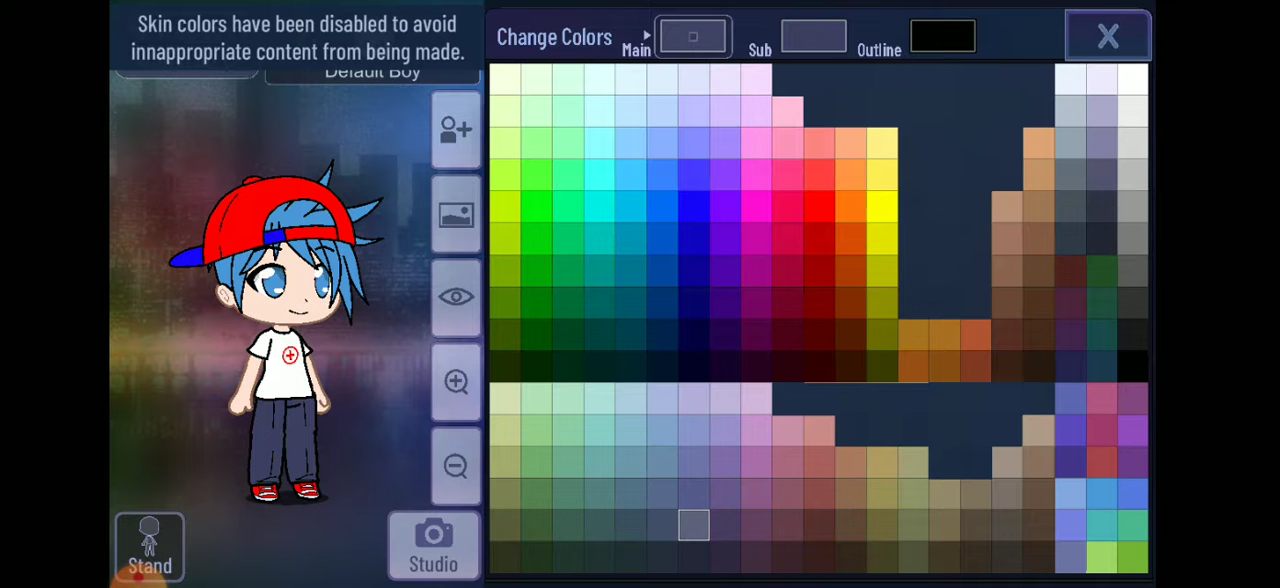 Skin colors have been disabled to avoid
innappropriate content from being made.
Default Boy
Change Colors
Main
Sub
Outline
X
Stand
Studio